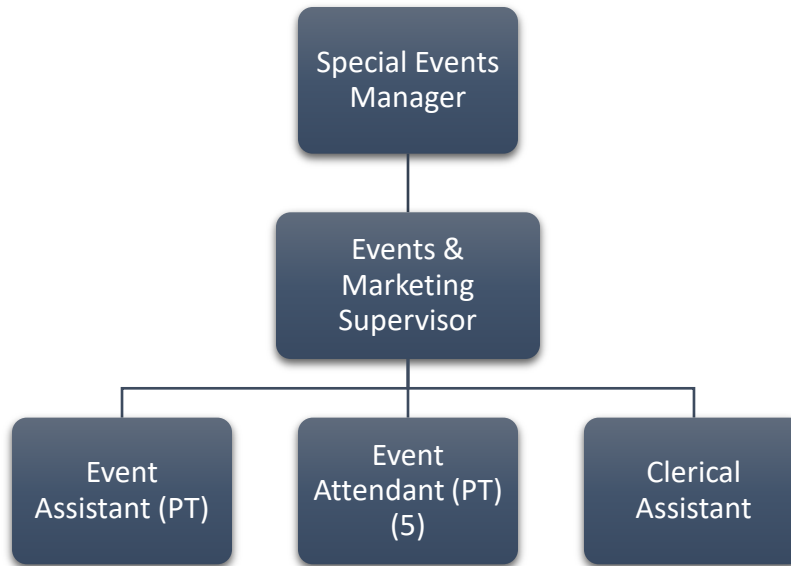 Special Events
Manager
Events &
Marketing
Supervisor
Event
Assistant (PT)
Event
Attendant (PT)
(5)
Clerical
Assistant